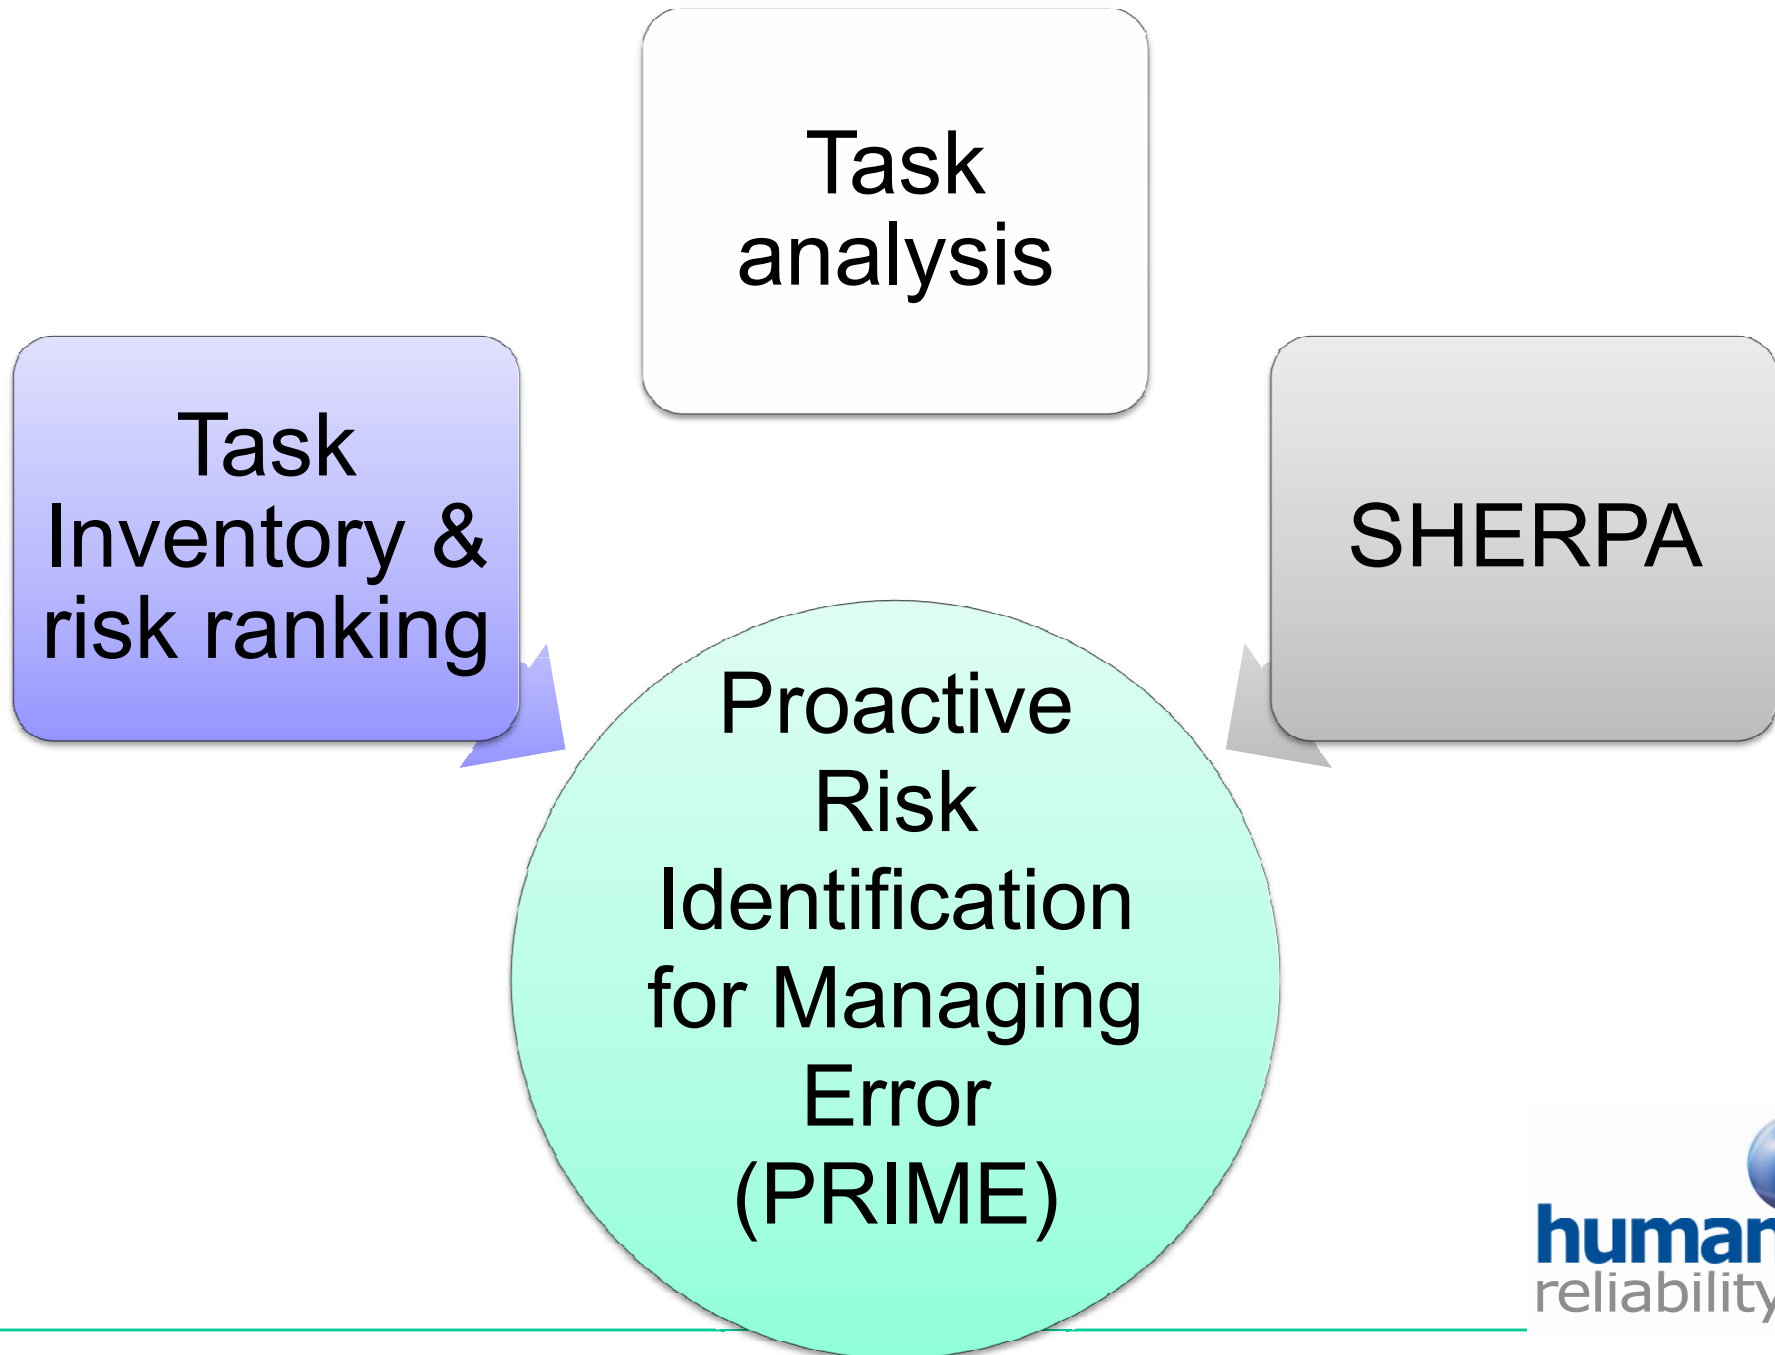 Task
analysis
Task
Inventory &
risk ranking
SHERPA
Proactive
Risk
Identification
for Managing
Error
(PRIME)
human
reliability